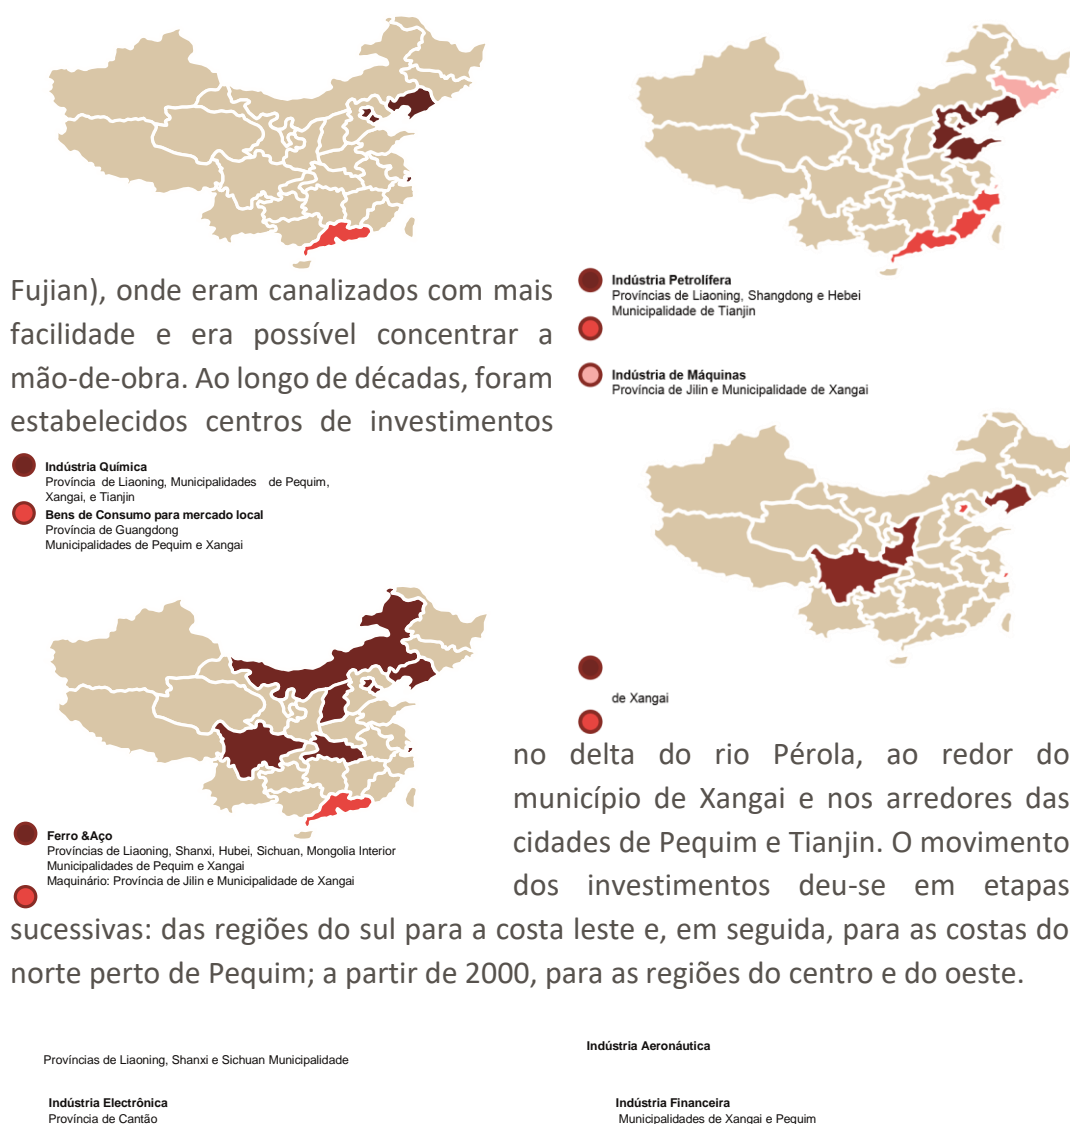 Fujian), onde eram canalizados com mais
facilidade e era possível concentrar a
mão-de-obra. Ao longo de décadas, foram
estabelecidos centros de investimentos
Indústria Petrolífera
Províncias de Liaoning, Shangdong e Hebei
Municipalidade de Tianjin
Indústria de Máquinas
Província de Jilin e Municipalidade de Xangai
Indústria Química
Província de Liaoning, Municipalidades de Pequim,
Xangai, e Tianjin
Bens de Consumo para mercado local
Província de Guangdong
Municipalidades de Pequim e Xangai
de Xangai
Ferro &Aço
Províncias de Liaoning, Shanxi, Hubei, Sichuan, Mongolia Interior
Municipalidades de Pequim e Xangai
Maquinário: Província de Jilin e Municipalidade de Xangai
no delta do rio Pérola, ao redor do
município de Xangai e nos arredores das
cidades de Pequim e Tianjin. O movimento
dos investimentos deu-se em etapas
sucessivas: das regiões do sul para a costa leste e, em seguida, para as costas do
norte perto de Pequim; a partir de 2000, para as regiões do centro e do oeste.
Províncias de Liaoning, Shanxi e Sichuan Municipalidade
Indústria Aeronáutica
Indústria Electrônica
Província de Cantão
Indústria Financeira
Municipalidades de Xangai e Pequim